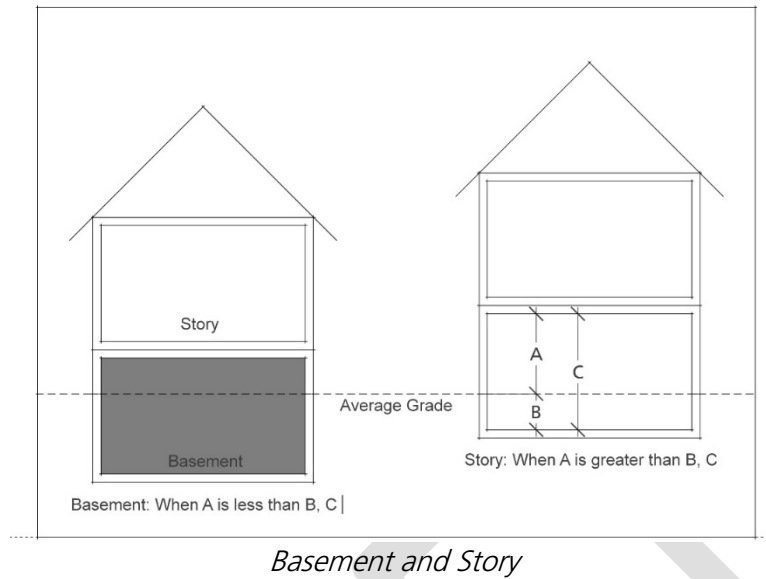 Story
A
C
Average Grade
B
Basement
Story: When A is greater than B, C
Basement: When A is less than B, C |
Basement and Story